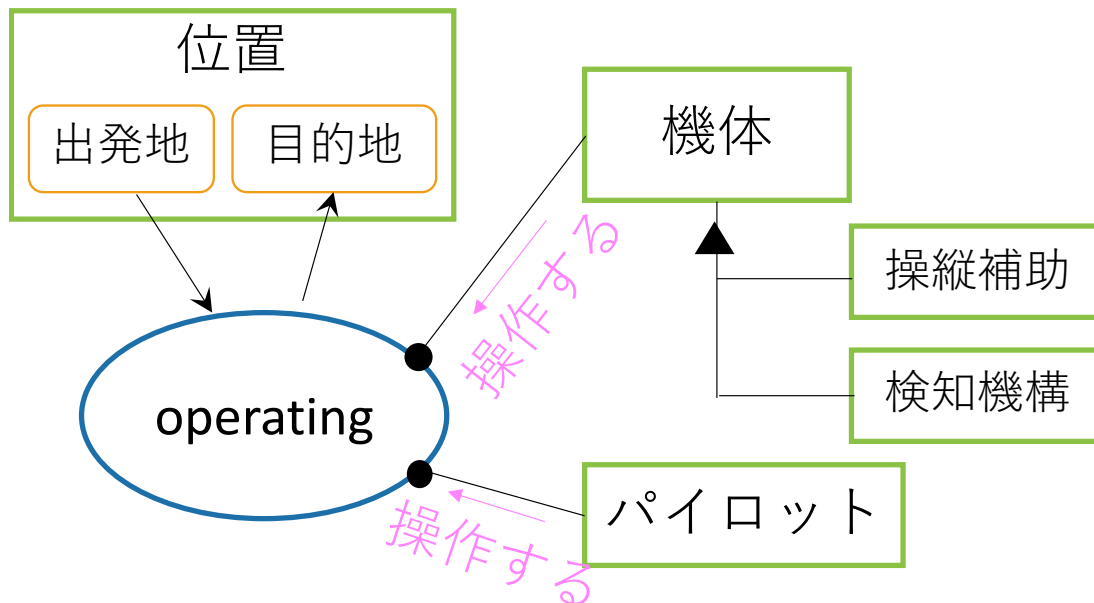 位置
出発地
目的地
機体
操作する
操縦補助
検知機構
operating
パイロット
操作する